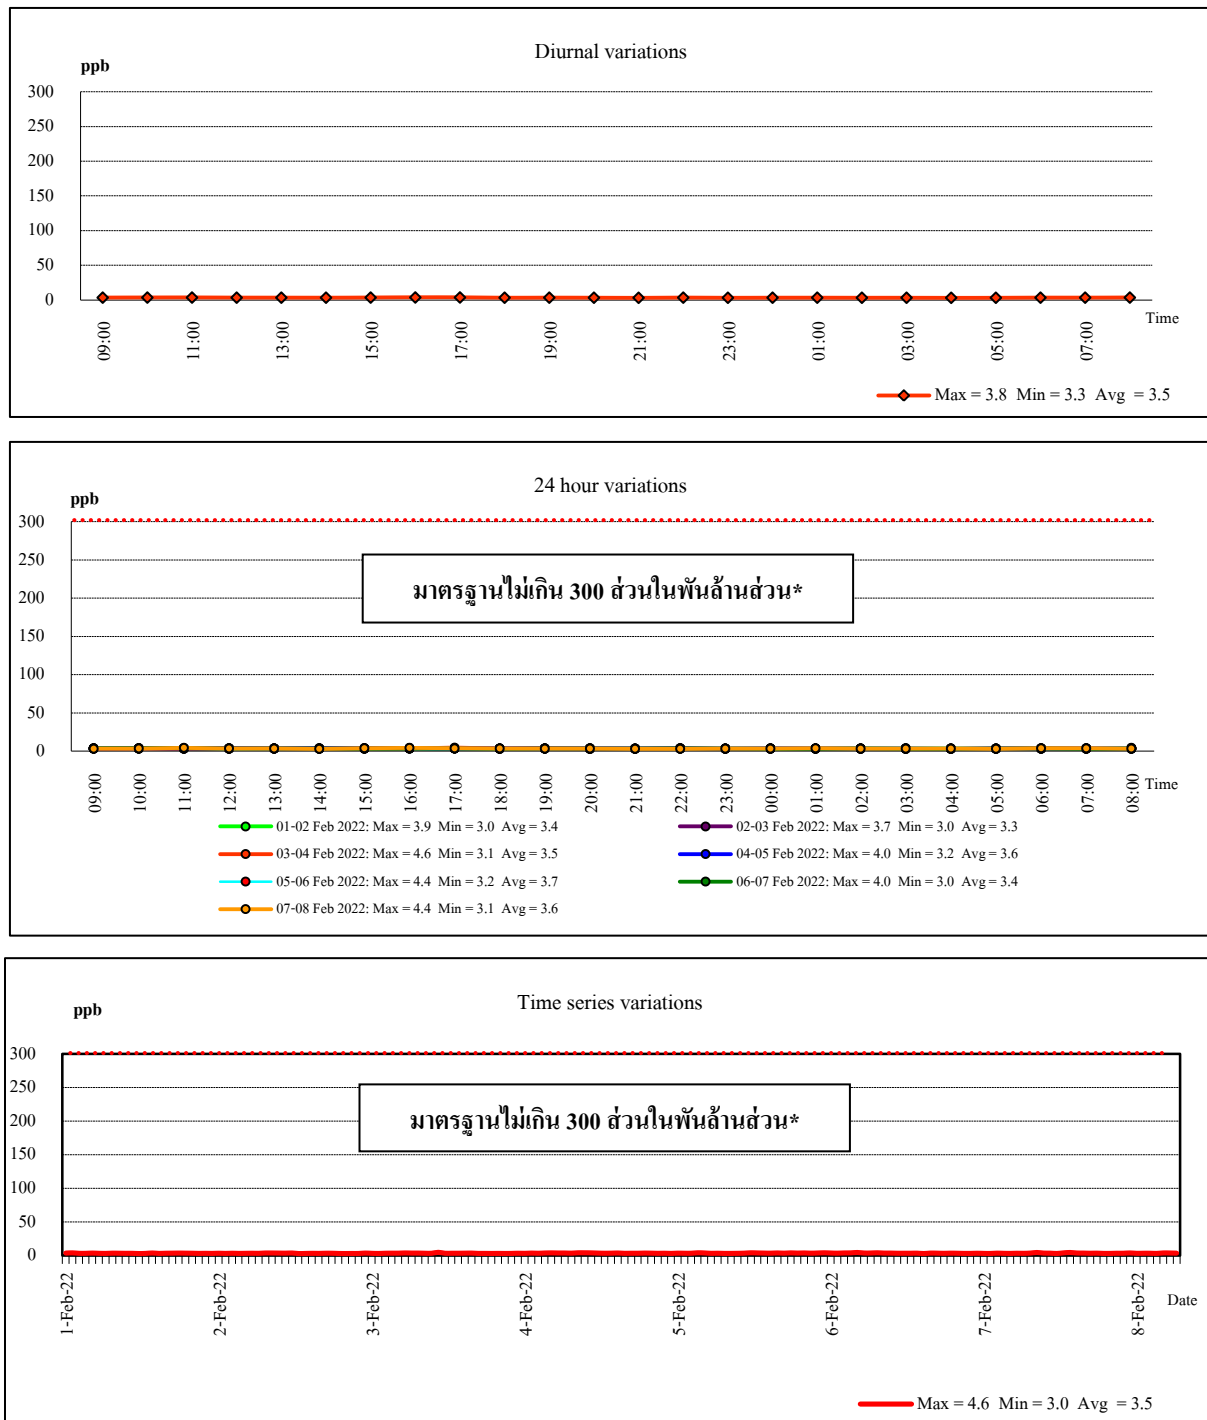 Diurnal variations
ppb
300
250
200
150
100
50
0
09:00 11:00 13:00 15:00 17:00 19:00 21:00 23:00 01:00 03:00 05:00 07:00
Time
Max = 3.8 Min = 3.3 Avg = 3.5
24 hour variations
ppb
300
250
200
150
100
50
0
มาตรฐานไม่เกิน 300 ส่วนในพันล้านส่วน*
09:00 10:00 11:00 12:00 13:00 14:00 15:00 16:00 17:00 18:00 19:00 20:00 21:00 22:00 23:00 00:00 01:00 02:00 03:00 04:00 05:00 06:00 07:00 08:00
Time
01-02 Feb 2022: Max = 3.9 Min = 3.0 Avg = 3.4
02-03 Feb 2022: Max = 3.7 Min = 3.0 Avg = 3.3
03-04 Feb 2022: Max = 4.6 Min = 3.1 Avg = 3.5
04-05 Feb 2022: Max = 4.0 Min = 3.2 Avg = 3.6
05-06 Feb 2022: Max = 4.4 Min = 3.2 Avg = 3.7
06-07 Feb 2022: Max = 4.0 Min = 3.0 Avg = 3.4
07-08 Feb 2022: Max = 4.4 Min = 3.1 Avg = 3.6
Time series variations
ppb
300
250
200
150
100
50
0
มาตรฐานไม่เกิน 300 ส่วนในพันล้านส่วน*
1-Feb-22 2-Feb-22 3-Feb-22 4-Feb-22 5-Feb-22 6-Feb-22 7-Feb-22 8-Feb-22
Date
Max = 4.6 Min = 3.0 Avg = 3.5